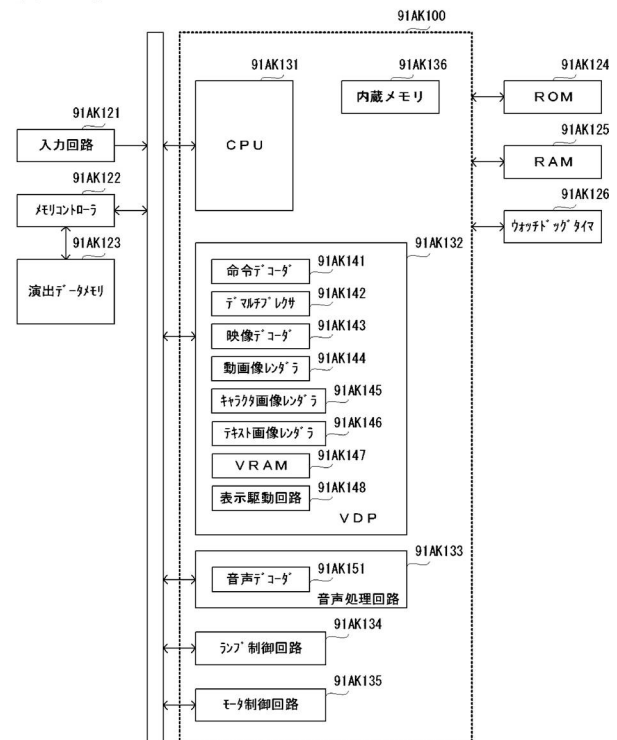 91AK100
91AK131
91AK136
91AK124
CPU
内蔵メモリ
ROM
91AK121
入力回路
91AK125
RAM
91AK122
メモリコントローラ
91AK126
ウォッチドッグタイマ
91AK123
演出データメモリ
91AK132
命令デコーダ
91AK141
デマルチプレクサ
91AK142
映像デコーダ
91AK143
動画像レンダラ
91AK144
キャラクタ画像レンダラ
91AK145
テキスト画像レンダラ
91AK146
VRAM
91AK147
表示駆動回路
91AK148
VDP
91AK133
音声デコーダ
91AK151
音声処理回路
91AK134
ランプ制御回路
91AK135
モータ制御回路